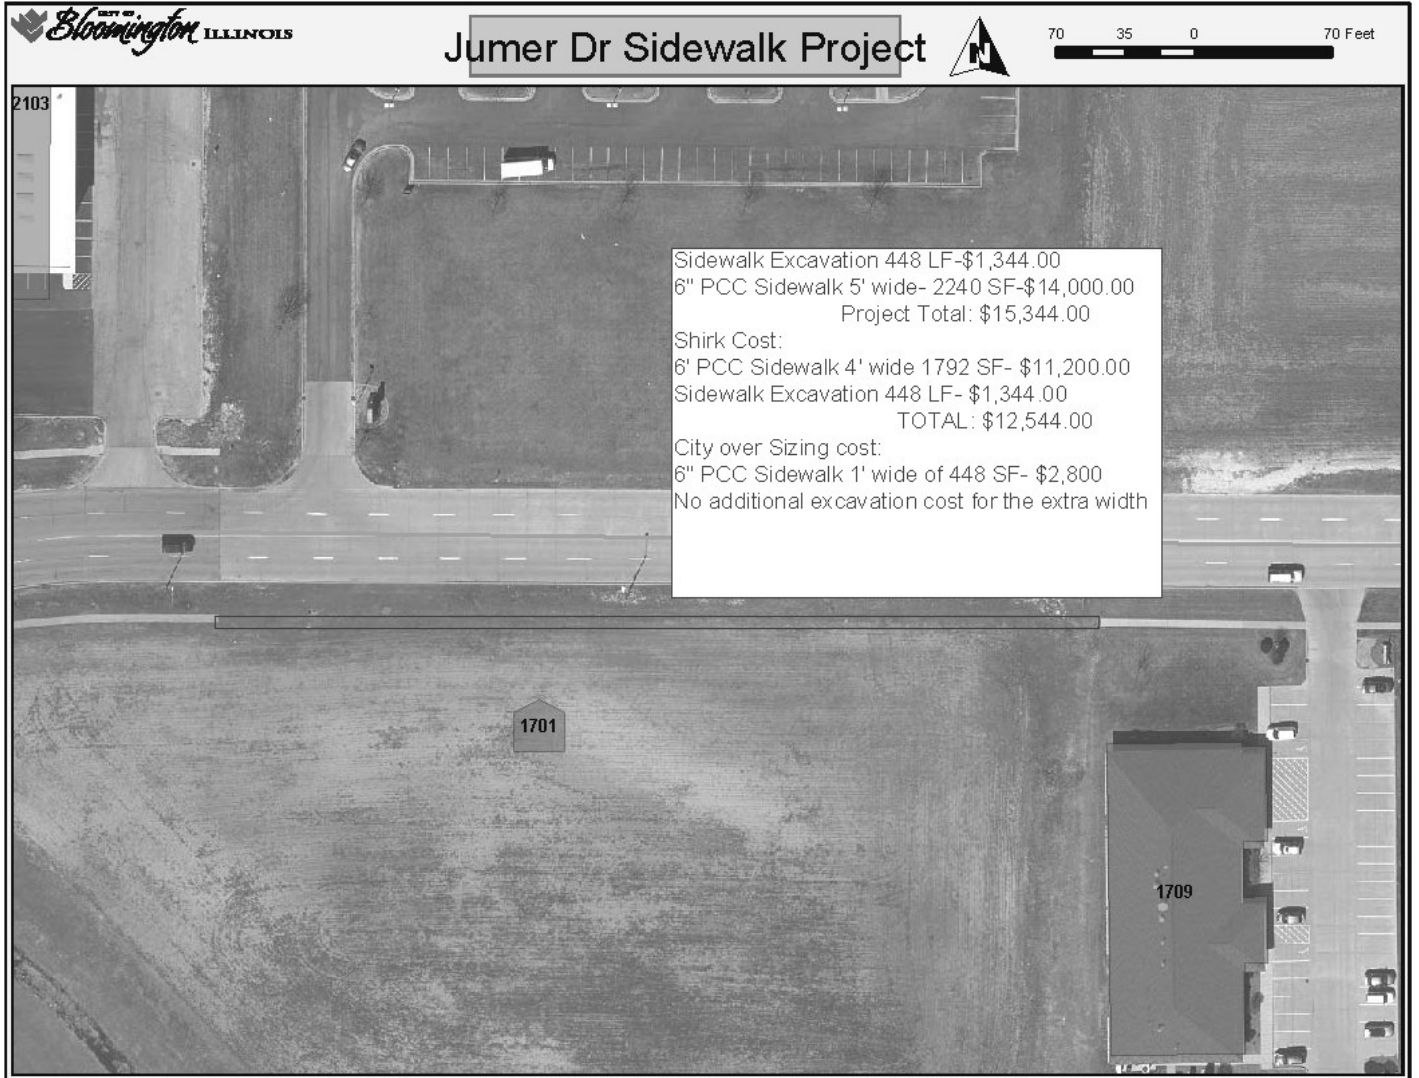 CITY OF
Bloomington ILLINOIS
Jumer Dr Sidewalk Project
N
70 35 0 70 Feet
2103
Sidewalk Excavation 448 LF-$1,344.00
6" PCC Sidewalk 5' wide- 2240 SF-$14,000.00
Project Total: $15,344.00
Shirk Cost:
6' PCC Sidewalk 4' wide 1792 SF- $11,200.00
Sidewalk Excavation 448 LF- $1,344.00
TOTAL: $12,544.00
City over Sizing cost:
6" PCC Sidewalk 1' wide of 448 SF- $2,800
No additional excavation cost for the extra width
1701
1709